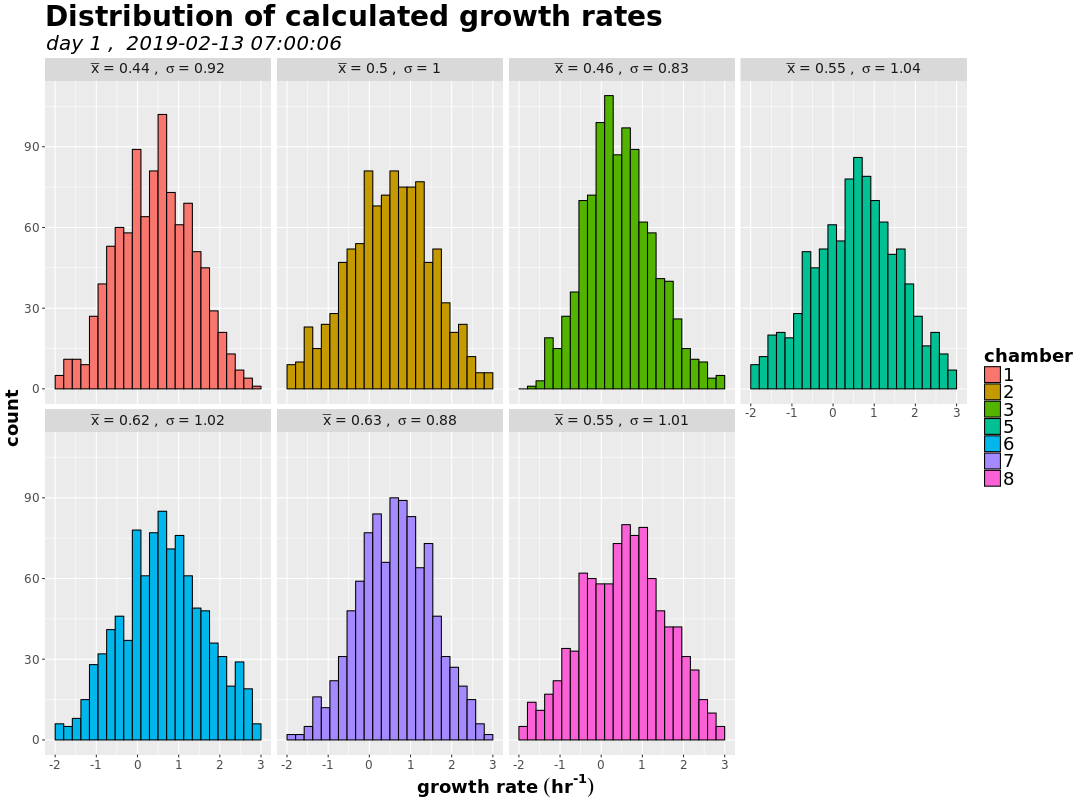 Distribution of calculated growth rates
day 1 , 2019-02-13 07:00:06
x̅ = 0.44 , σ = 0.92
x̅ = 0.5 , σ = 1
x̅ = 0.46 , σ = 0.83
x̅ = 0.55 , σ = 1.04
90
60
30
0
-2 -1 0 1 2 3
x̅ = 0.62 , σ = 1.02
x̅ = 0.63 , σ = 0.88
x̅ = 0.55 , σ = 1.01
90
60
30
0
-2 -1 0 1 2 3
-2 -1 0 1 2 3
-2 -1 0 1 2 3
count
growth rate (hr⁻¹)
chamber
1
2
3
5
6
7
8